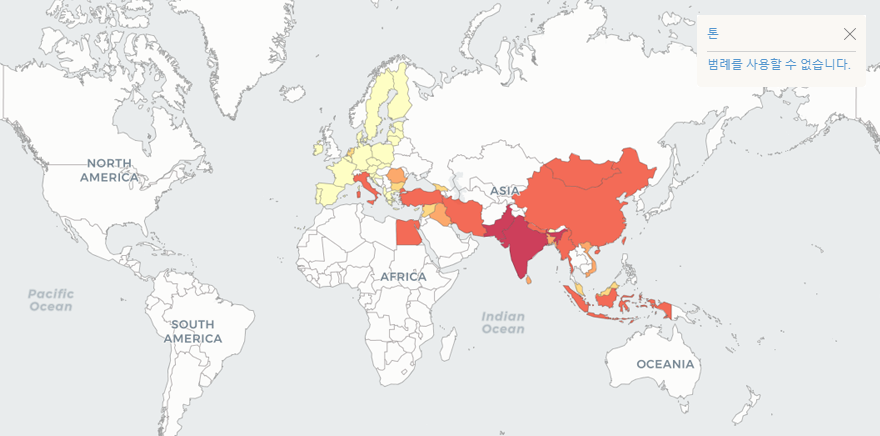 톤
범례를 사용할 수 없습니다.
NORTH
AMERICA
ASIA
AFRICA
Pacific
Ocean
Indian
Ocean
SOUTH
AMERICA
OCEANIA